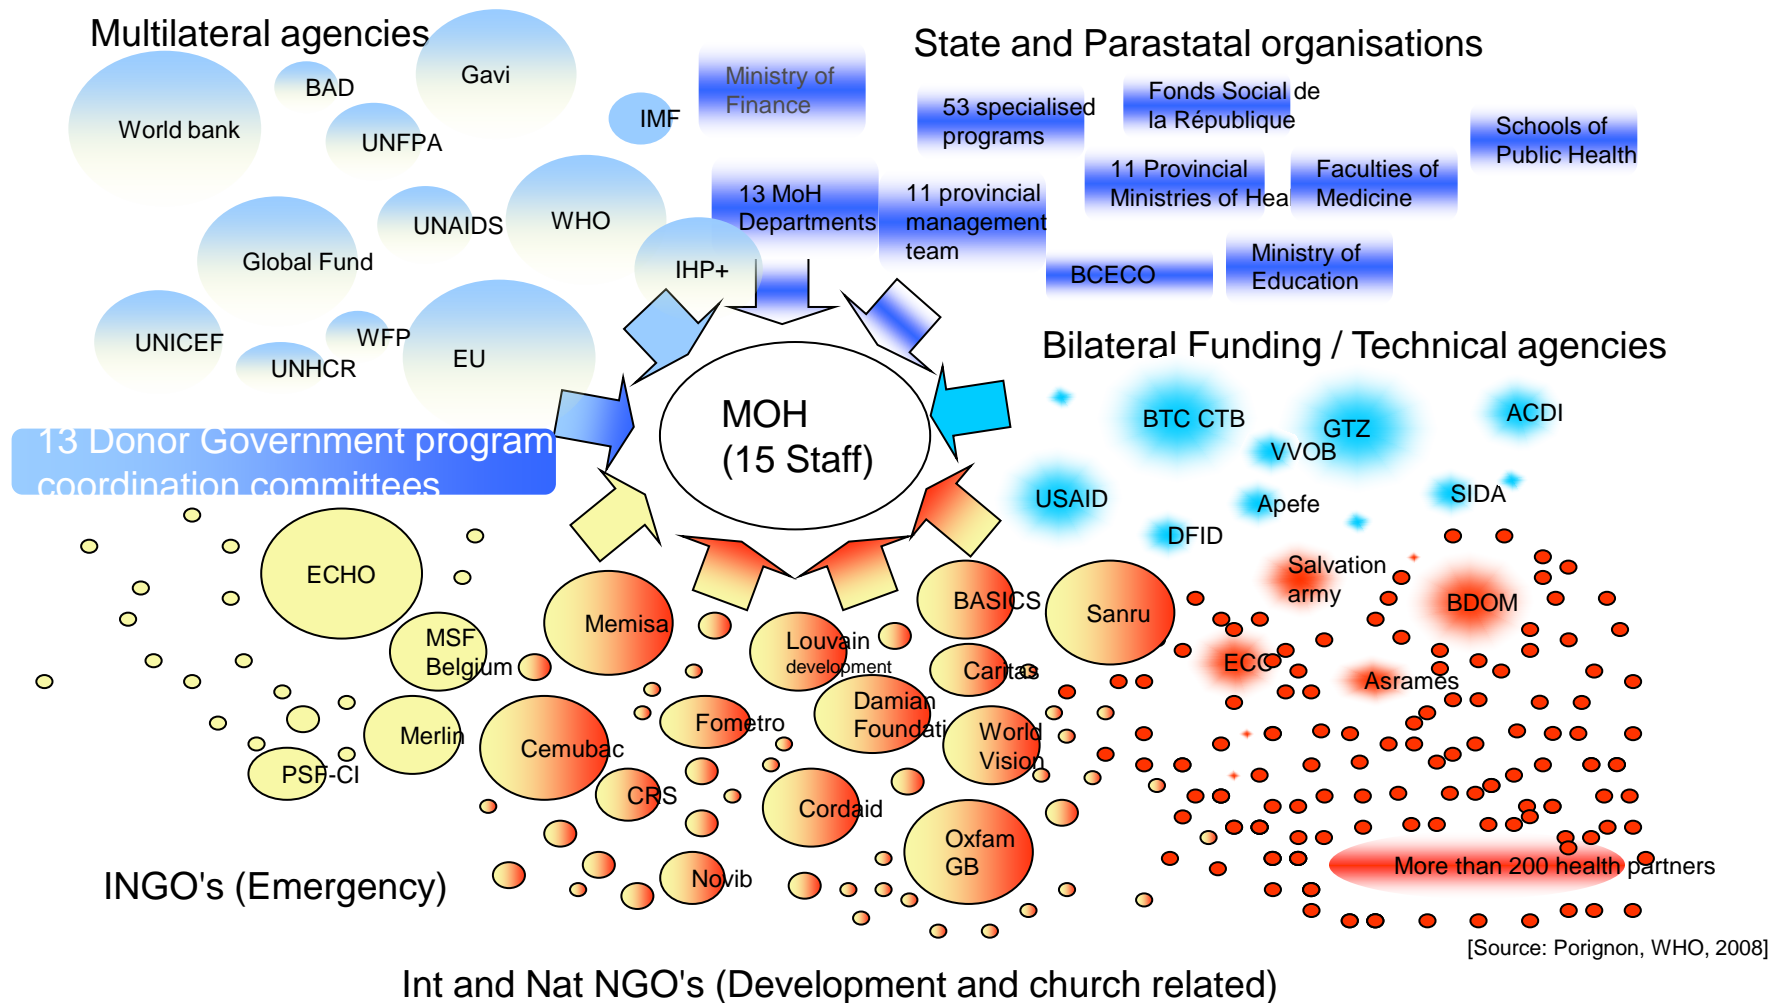 Multilateral agencies
State and Parastatal organisations
World bank
BAD
Gavi
UNFPA
IMF
UNAIDS
WHO
Global Fund
IHP+
UNICEF
WFP
UNHCR
EU
Ministry of
Finance
53 specialised
programs
Fonds Social de
la République
Schools of
Public Health
13 MoH
Departments
11 provincial
management
team
11 Provincial
Ministries of Hea
Faculties of
Medicine
BCECO
Ministry of
Education
Bilateral Funding / Technical agencies
13 Donor Government program
coordination committees
MOH
(15 Staff)
BTC CTB
GTZ
ACDI
VVOB
USAID
Apefe
SIDA
DFID
ECHO
MSF
Belgium
Merlin
PSF-CI
Memisa
Louvain
development
BASICS
Sanru
Caritas
Salvation
army
BDOM
ECC
Asrames
Cemubac
Fometro
Damian
Foundati
World
Vision
CRS
Cordaid
Oxfam
GB
Novib
More than 200 health partners
INGO's (Emergency)
[Source: Porignon, WHO, 2008]
Int and Nat NGO's (Development and church related)